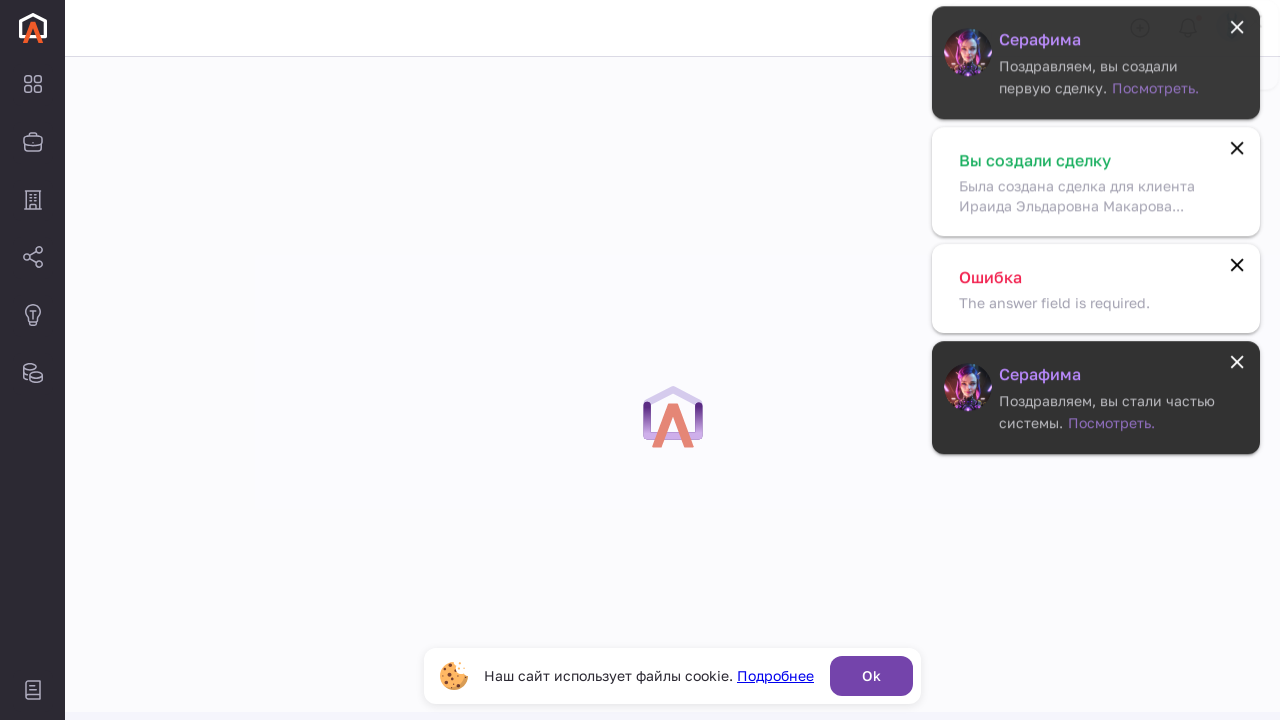 Серафима
Поздравляем, вы создали
первую сделку. Посмотреть.
Вы создали сделку
Была создана сделка для клиента
Ираида Эльдаровна Макарова...
Ошибка
The answer field is required.
Серафима
Поздравляем, вы стали частью
системы. Посмотреть.
Наш сайт использует файлы cookie. Подробнее
Ok